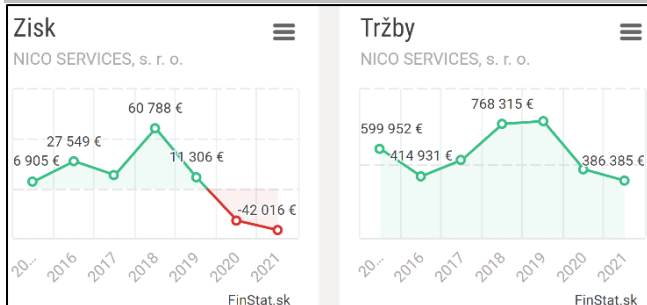 Zisk
NICO SERVICES, s. r. o.
60 788 €
27 549 €
6 905 €
11 306 €
-42 016 €
20...
2016
2017
2018
2019
2020
2021
FinStat.sk
Tržby
NICO SERVICES, s. r. o.
768 315 €
599 952 €
414 931 €
386 385 €
20...
2016
2017
2018
2019
2020
2021
FinStat.sk